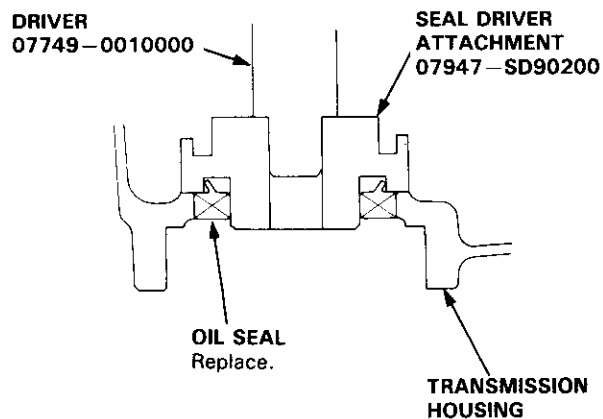 DRIVER
07749-0010000
SEAL DRIVER
ATTACHMENT
07947-SD90200
OIL SEAL
Replace.
TRANSMISSION
HOUSING